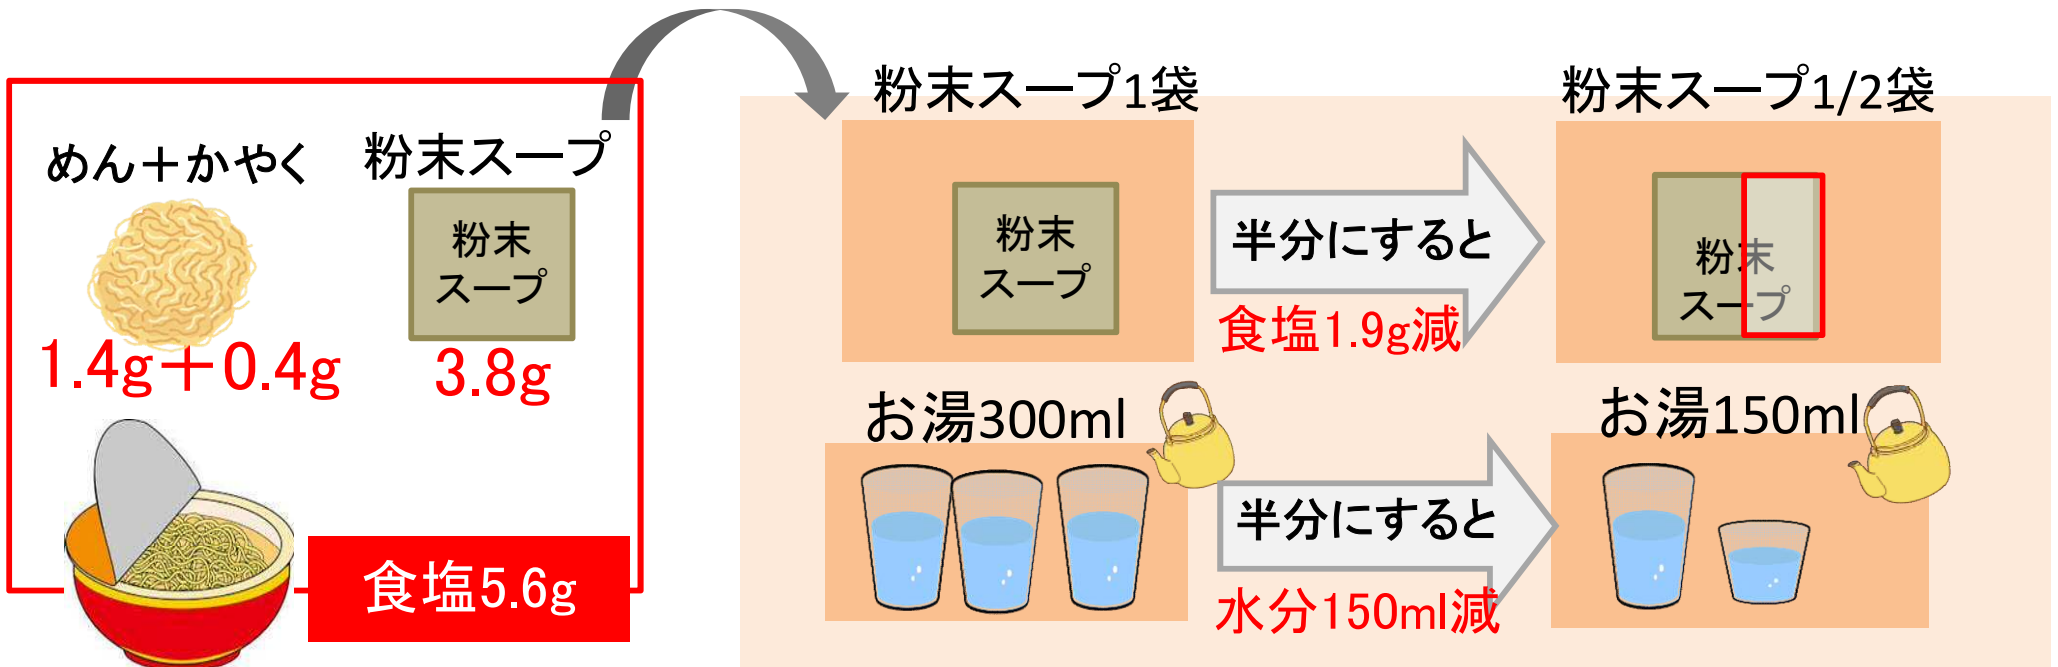 めん＋かやく
粉末スープ
粉末
スープ
1.4g＋0.4g
3.8g
食塩5.6g
粉末スープ1袋
粉末
スープ
半分にすると
食塩1.9g減
粉末スープ1/2袋
粉末
スープ
お湯300ml
半分にすると
水分150ml減
お湯150ml